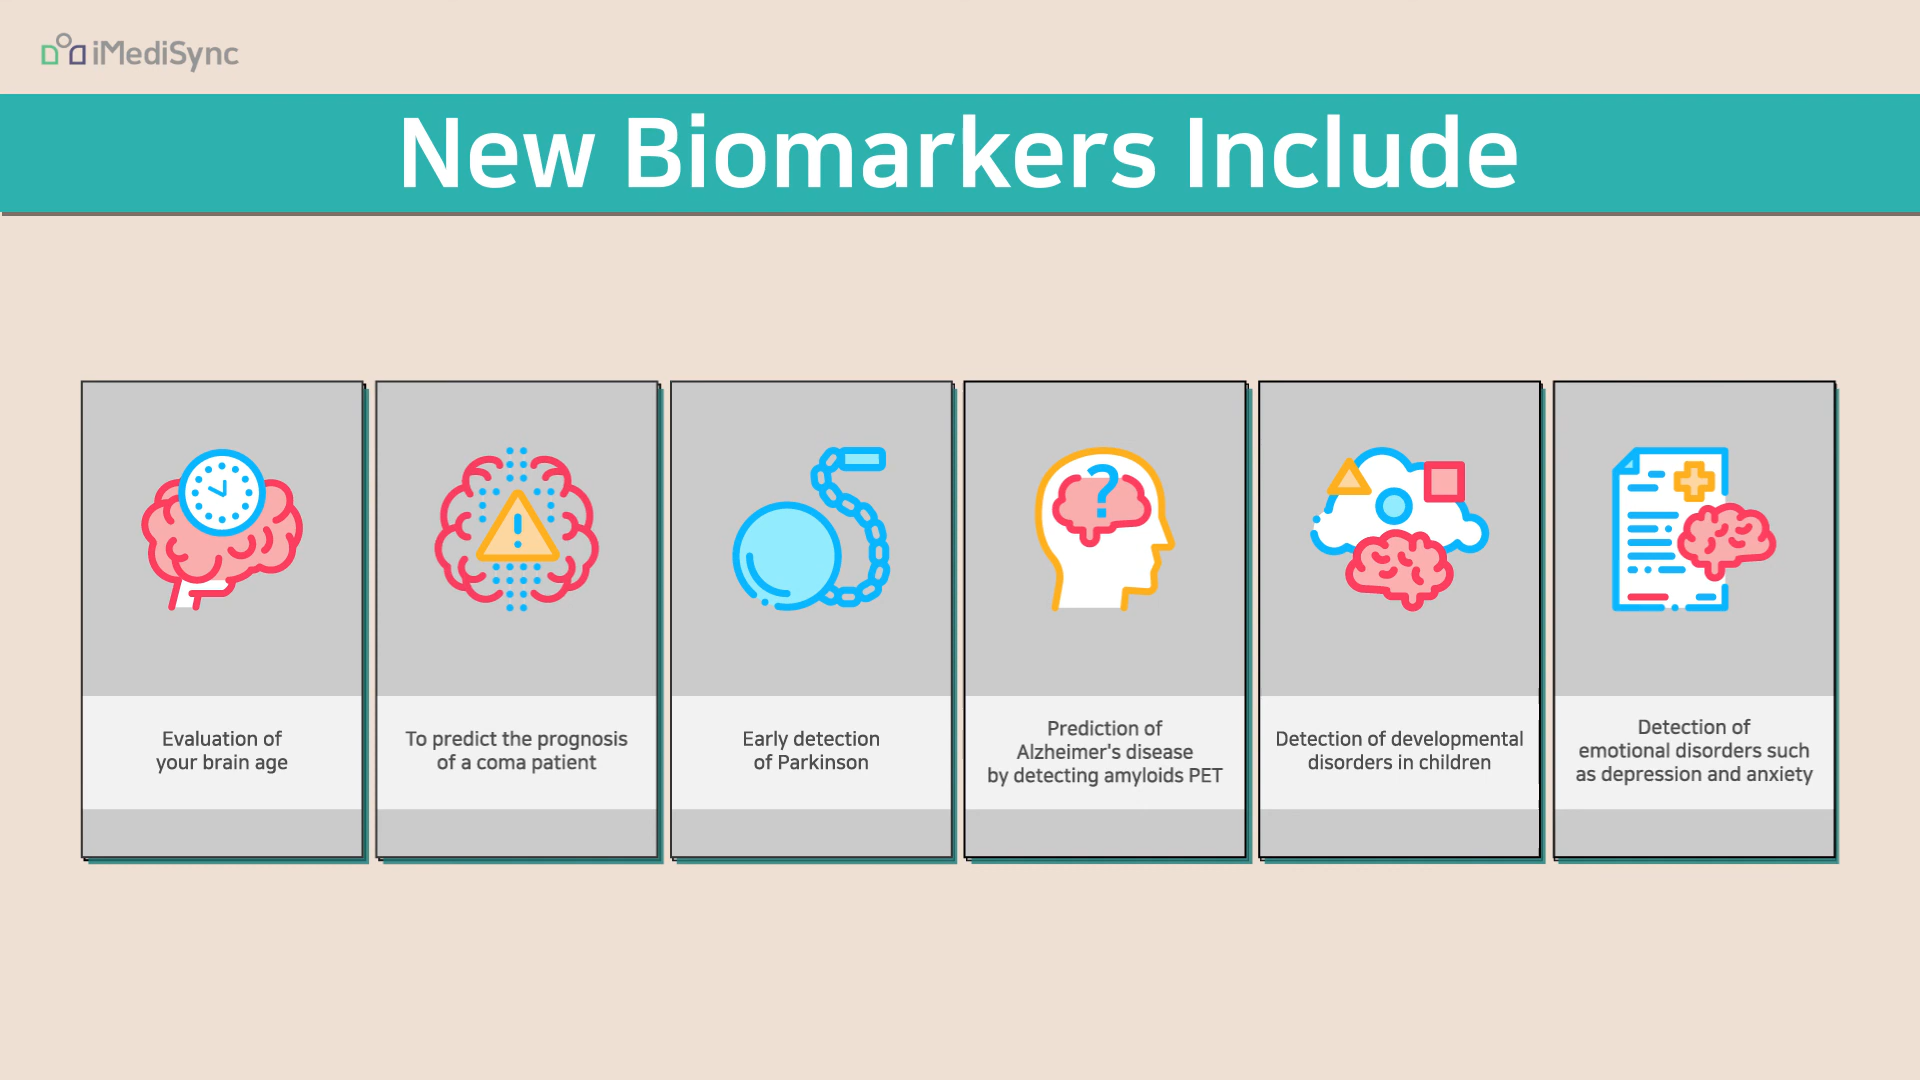 iMediSync
New Biomarkers Include
Evaluation of
your brain age
To predict the prognosis
of a coma patient
Early detection
of Parkinson
Prediction of
Alzheimer's disease
by detecting amyloids PET
Detection of developmental
disorders in children
Detection of
emotional disorders such
as depression and anxiety